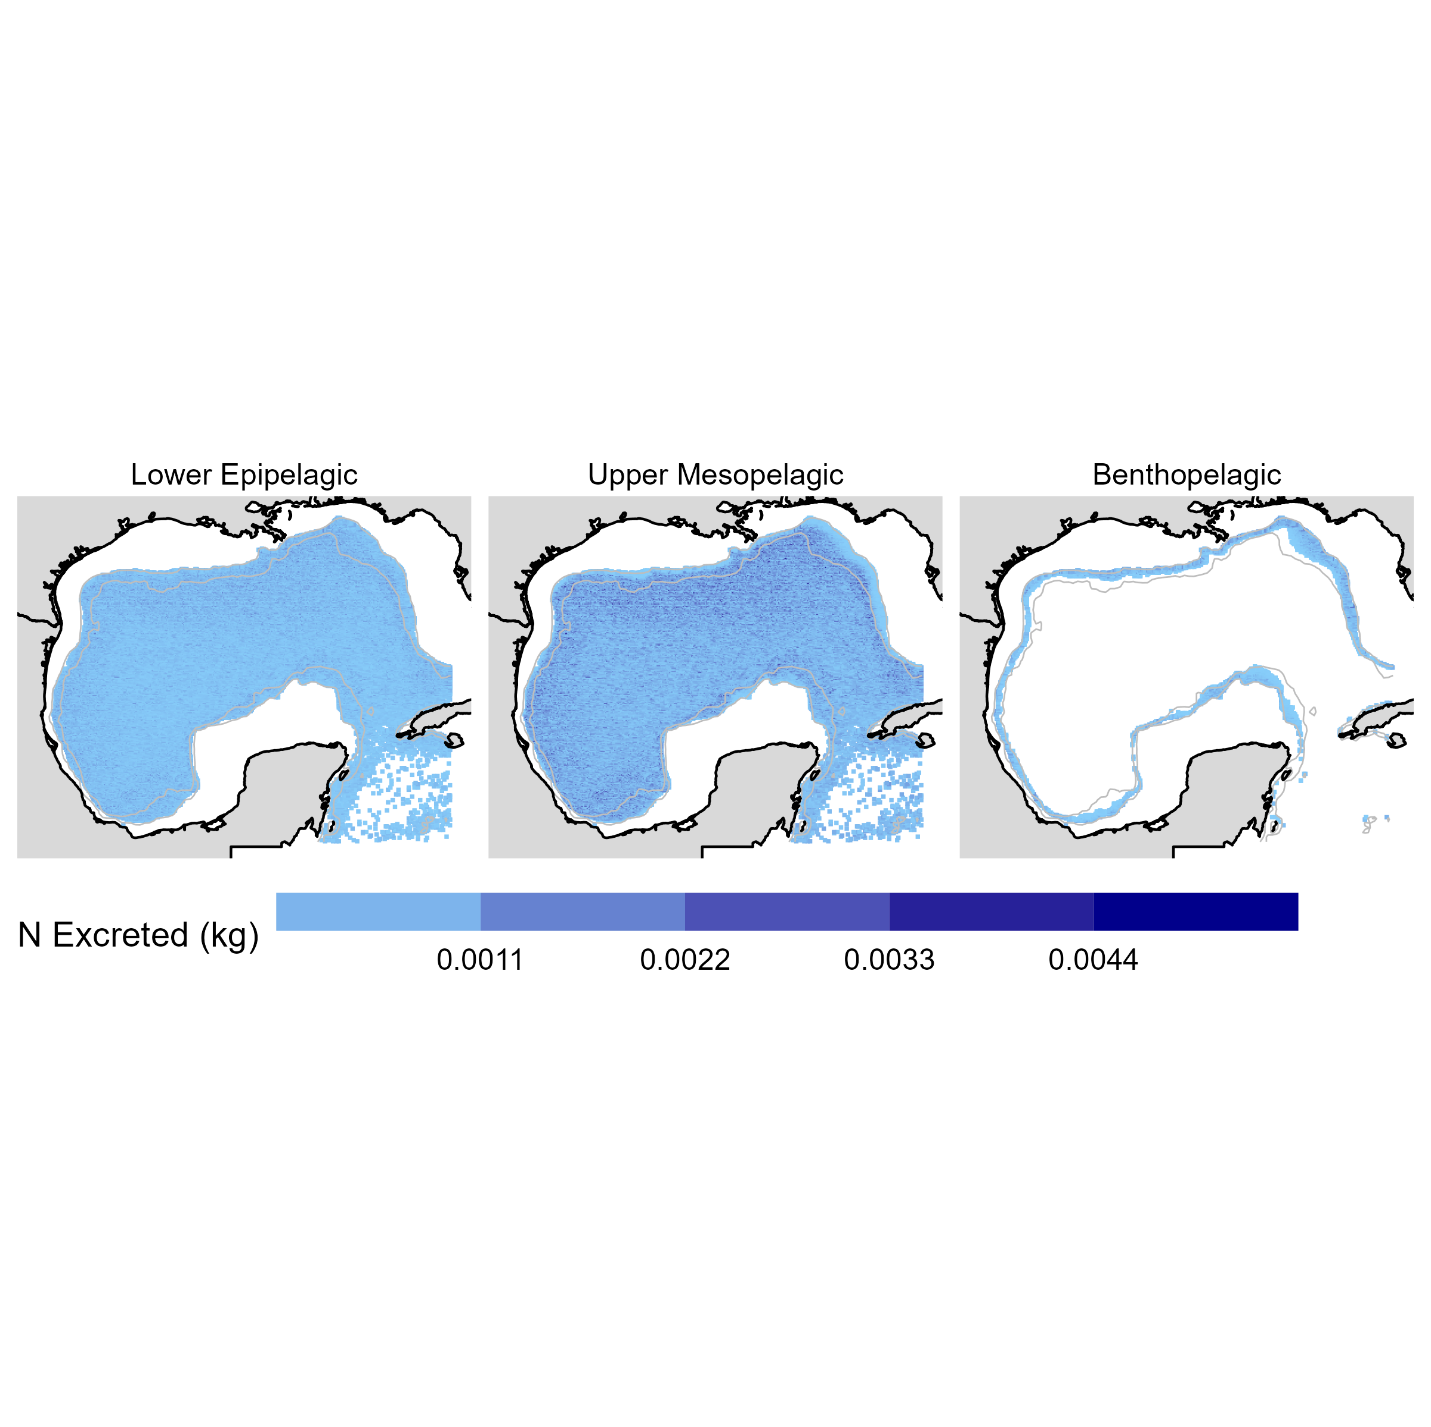 Lower Epipelagic
Upper Mesopelagic
Benthopelagic
N Excreted (kg)
0.0011
0.0022
0.0033
0.0044